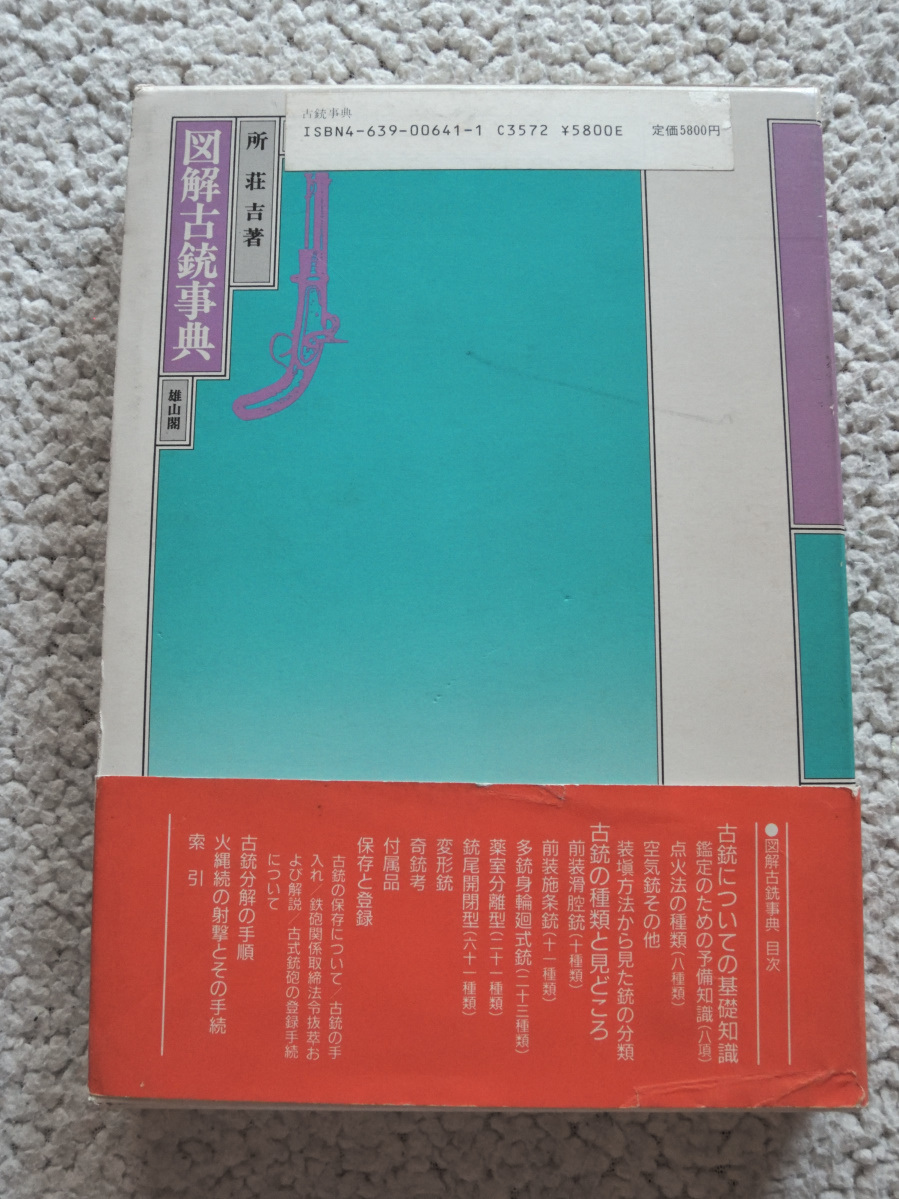 古銃事典
ISBN4-639-00641-1 C3572 ¥5800E 定価5800円
図解古銃事典
所荘吉著
雄山閣
●図解古銃事典 目次
古銃についての基礎知識
鑑定のための予備知識(八項)
点火法の種類(八種類)
空気銃その他
装塡方法から見た銃の分類
古銃の種類と見どころ
前装滑腔銃(十種類)
前装施条銃(十一種類)
多銃身輪廻式銃(二十三種類)
薬室分離型(二十一種類)
銃尾開閉型(六十一種類)
変形銃
奇銃考
付属品
保存と登録
古銃の保存について/古銃の手
入れ/鉄砲関係取締法令抜萃お
よび解説/古式銃砲の登録手続
について
古銃分解の手順
火縄続の射撃とその手続
索引